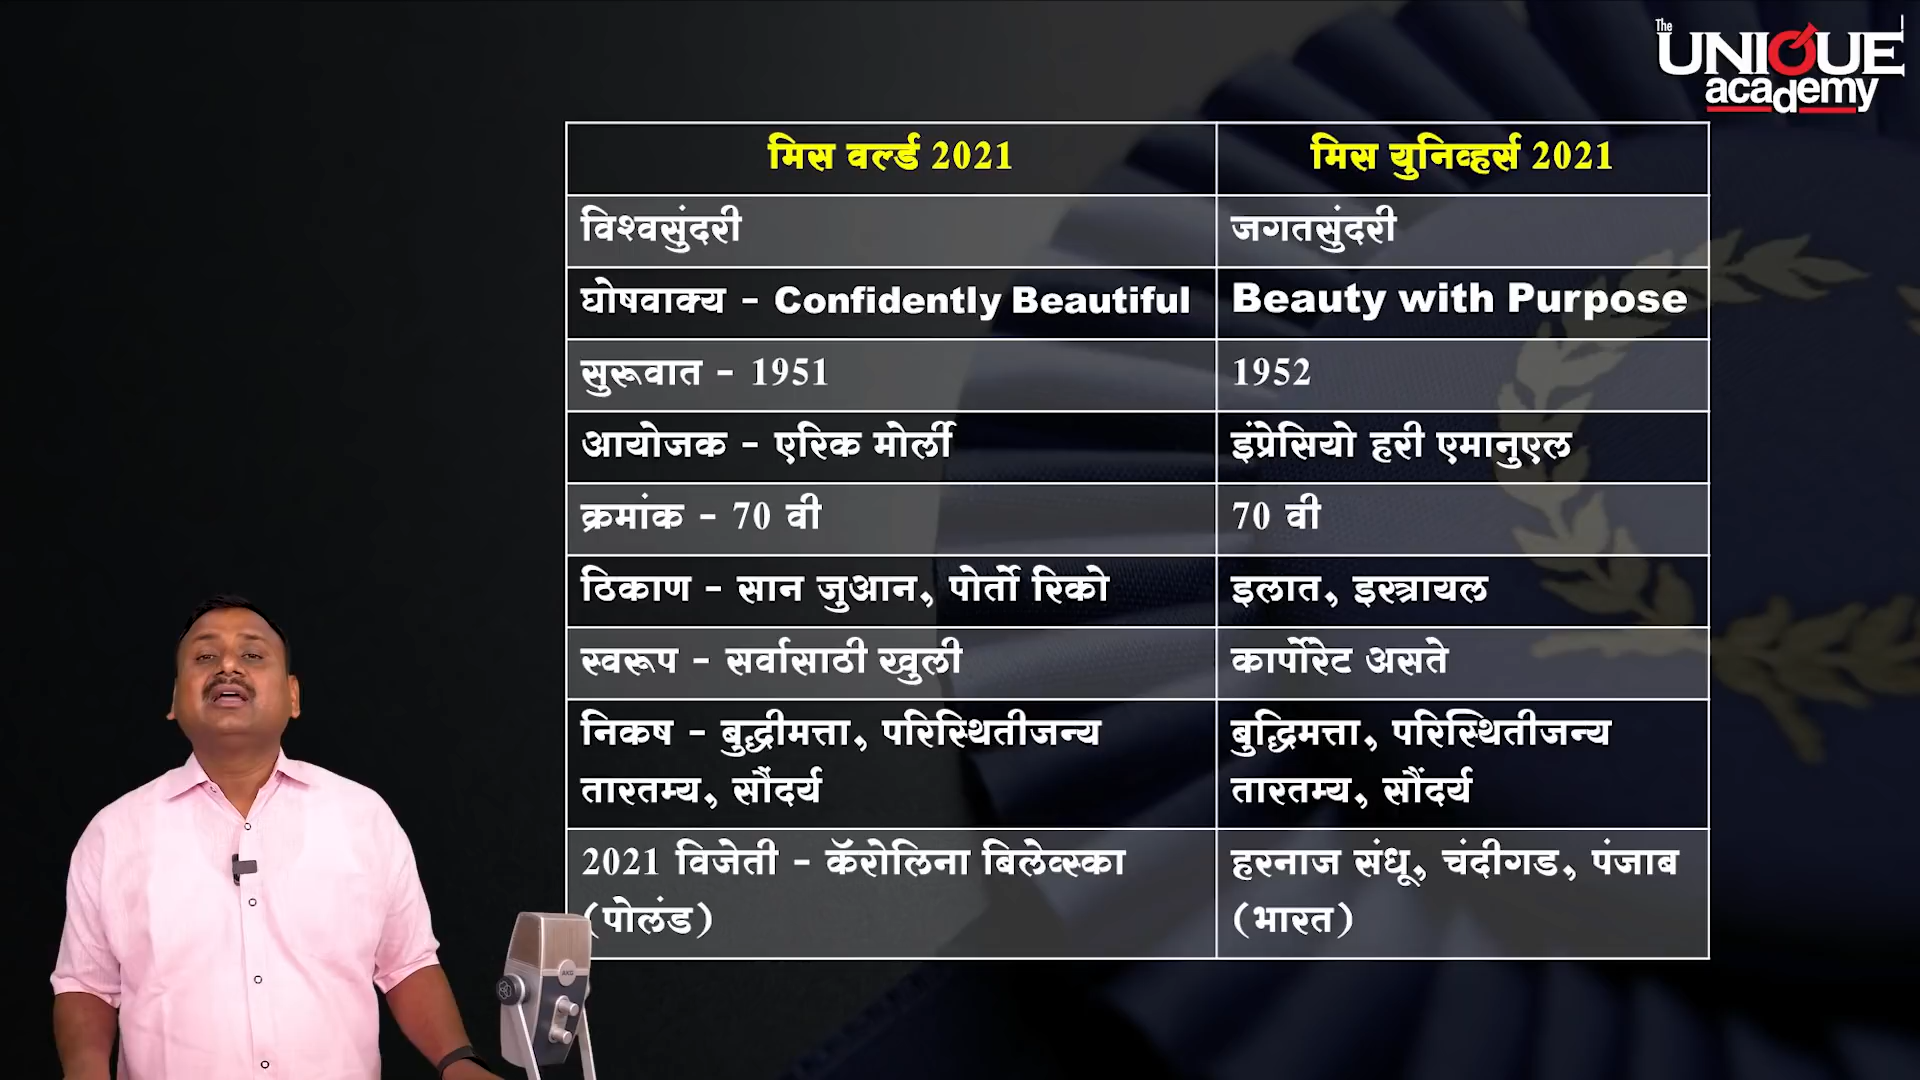 The
UNIQUE
academy
मिस वर्ल्ड 2021
मिस युनिव्हर्स 2021
विश्वसुंदरी
जगतसुंदरी
घोषवाक्य - Confidently Beautiful
Beauty with Purpose
सुरूवात - 1951
1952
आयोजक - एरिक मोर्ली
इंप्रेसियो हरी एमानुएल
क्रमांक - 70 वी
70 वी
ठिकाण - सान जुआन, पोर्तो रिको
इलात, इस्त्रायल
स्वरूप - सर्वासाठी खुली
कार्पोरेट असते
निकष - बुद्धीमत्ता, परिस्थितीजन्य
तारतम्य, सौंदर्य
बुद्धिमत्ता, परिस्थितीजन्य
तारतम्य, सौंदर्य
2021 विजेती - कॅरोलिना बिलेव्स्का
(पोलंड)
हरनाज संधू, चंदीगड, पंजाब
(भारत)
AKG